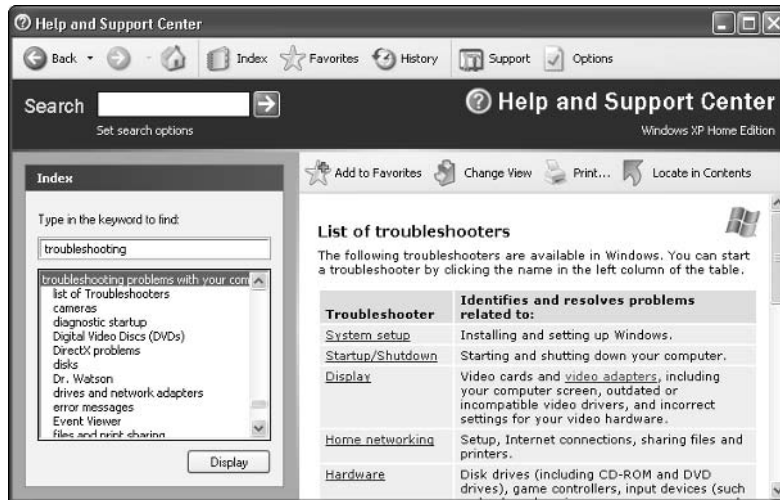 Help and Support Center
Back
Index
Favorites
History
Support
Options
Search
Set search options
Help and Support Center
Windows XP Home Edition
Index
Type in the keyword to find:
troubleshooting
troubleshooting problems with your com
list of Troubleshooters
cameras
diagnostic startup
Digital Video Discs (DVDs)
DirectX problems
disks
Dr. Watson
drives and network adapters
error messages
Event Viewer
files and print sharing
Display
Add to Favorites
Change View
Print...
Locate in Contents
List of troubleshooters
The following troubleshooters are available in Windows. You can start
a troubleshooter by clicking the name in the left column of the table.
Troubleshooter
Identifies and resolves problems
related to:
System setup
Installing and setting up Windows.
Startup/Shutdown
Starting and shutting down your computer.
Display
Video cards and video adapters, including
your computer screen, outdated or
incompatible video drivers, and incorrect
settings for your video hardware.
Home networking
Setup, Internet connections, sharing files and
printers.
Hardware
Disk drives (including CD-ROM and DVD
drives), game controllers, input devices (such